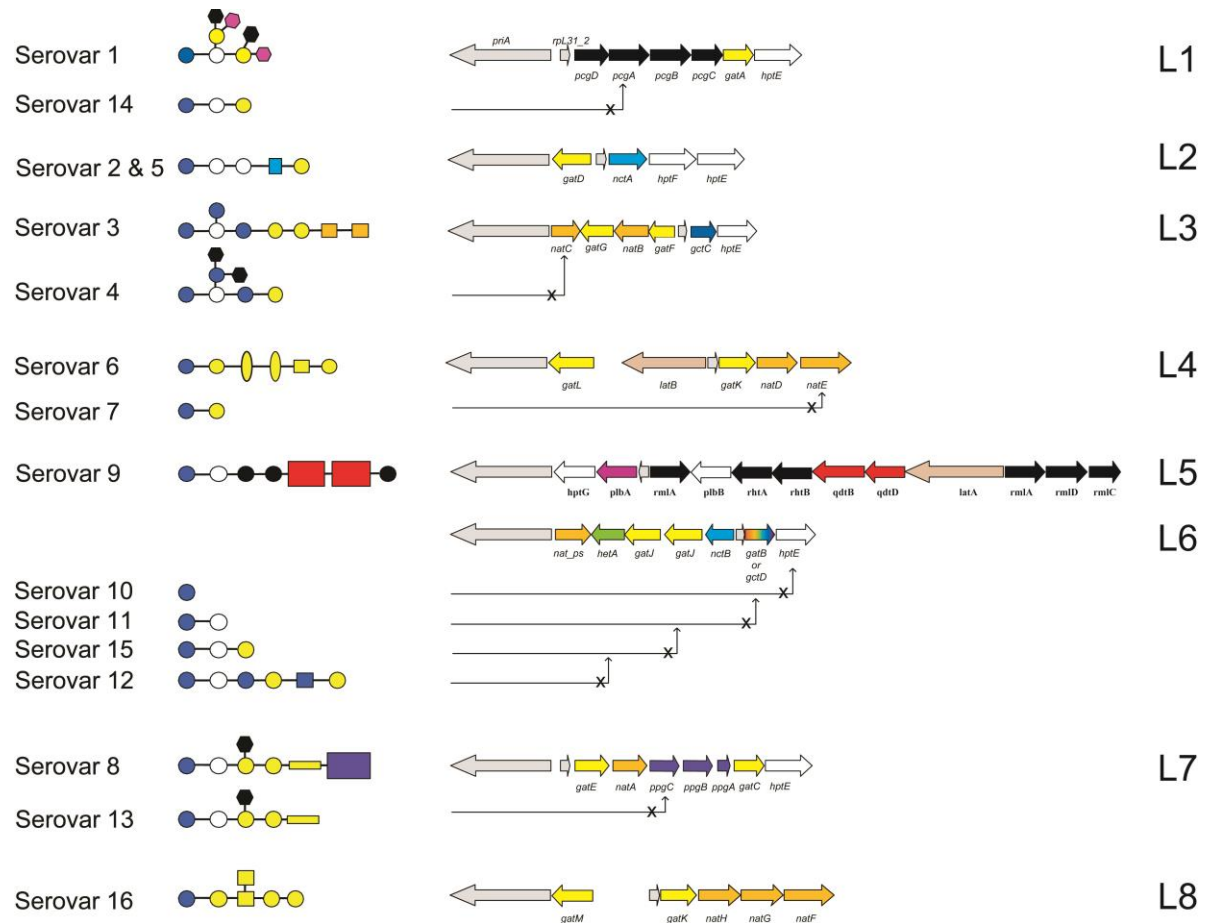 Serovar 1
priA rpL31_2
pcgD pcgA pcgB pcgC gatA hptE
L1
Serovar 14
X
Serovar 2 & 5
gatD nctA hptF hptE
L2
Serovar 3
natC gatG natB gatF gctC hptE
L3
Serovar 4
X
Serovar 6
gatL latB gatK natD natE
L4
Serovar 7
X
Serovar 9
hptG plbA rmlA plbB rhtA rhtB qdtB qdtD latA rmlA rmlD rmlC
L5
nat_ps hetA gatJ gatJ nctB gatB hptE
or
gctD
L6
Serovar 10
X
Serovar 11
X
Serovar 15
X
Serovar 12
X
Serovar 8
gatE natA ppgC ppgB ppgA gatC hptE
L7
Serovar 13
X
Serovar 16
gatM gatK natH natG natF
L8